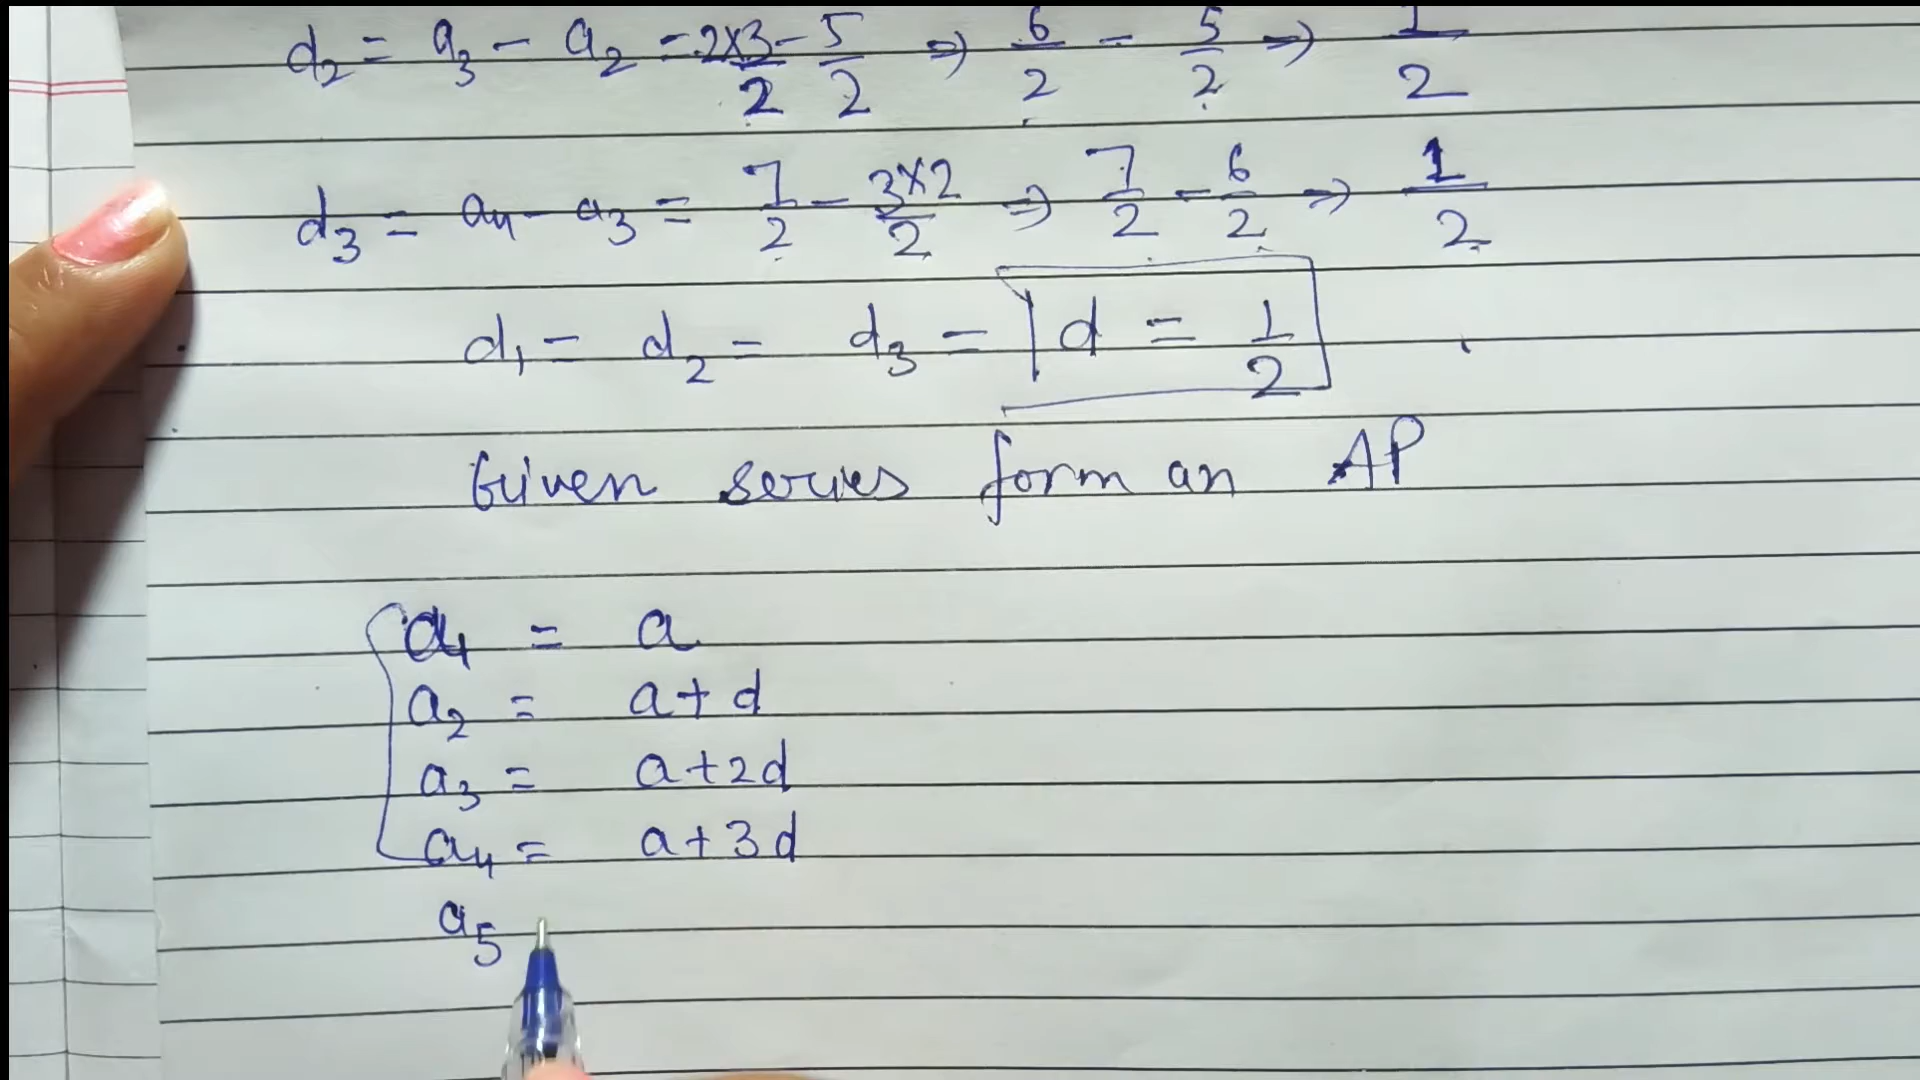 d₂ = a₃ - a₂ = 2×3/2 - 5/2 ⇒ 6/2 - 5/2 ⇒ 1/2
d₃ = a₄ - a₃ = 7/2 - 3×2/2 ⇒ 7/2 - 6/2 ⇒ 1/2
d₁ = d₂ = d₃ = d = 1/2
Given series form an AP
a₁ = a
a₂ = a + d
a₃ = a + 2d
a₄ = a + 3d
a₅